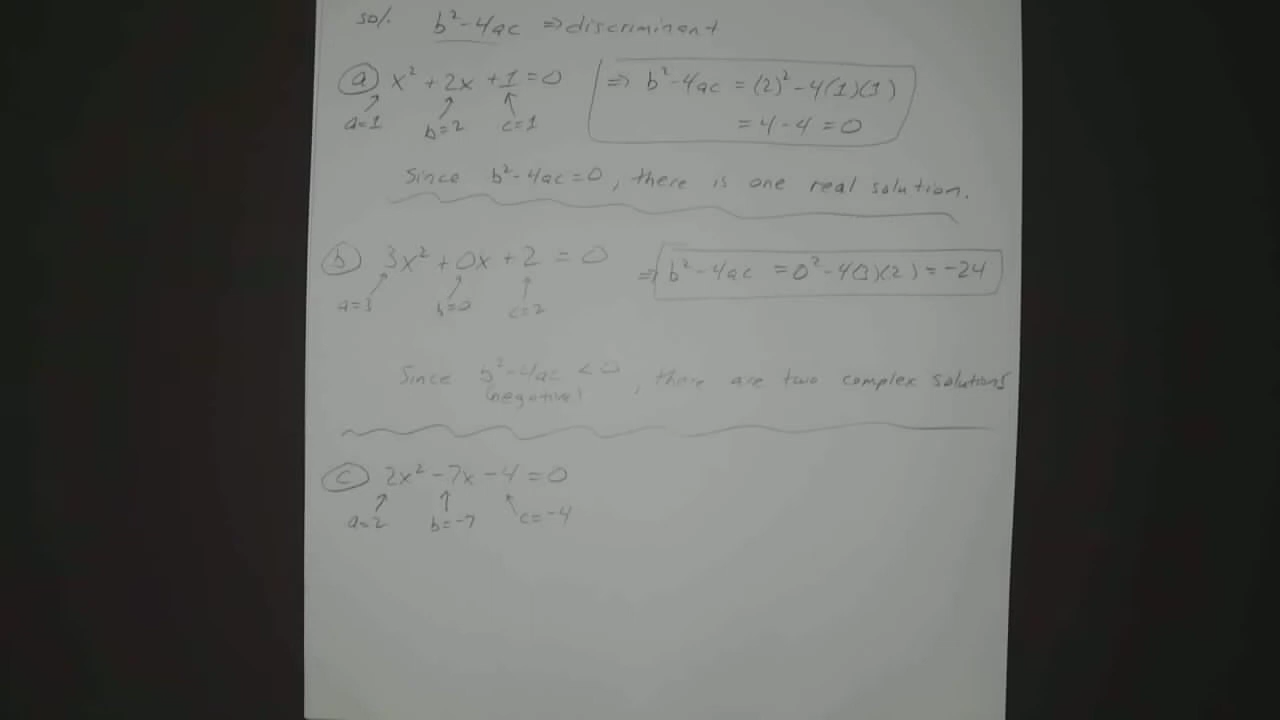 sol. b²-4ac ⇒ discriminant
ⓐ x² + 2x + 1 = 0 ⇒ b²-4ac = (2)² - 4(1)(1)
a=1 b=2 c=1 = 4 - 4 = 0
Since b²-4ac = 0, there is one real solution.
ⓑ 3x² + 0x + 2 = 0 ⇒ b²-4ac = 0² - 4(3)(2) = -24
a=3 b=0 c=2
Since b²-4ac < 0, there are two complex solutions
(negative)
ⓒ 2x² - 7x - 4 = 0
a=2 b=-7 c=-4